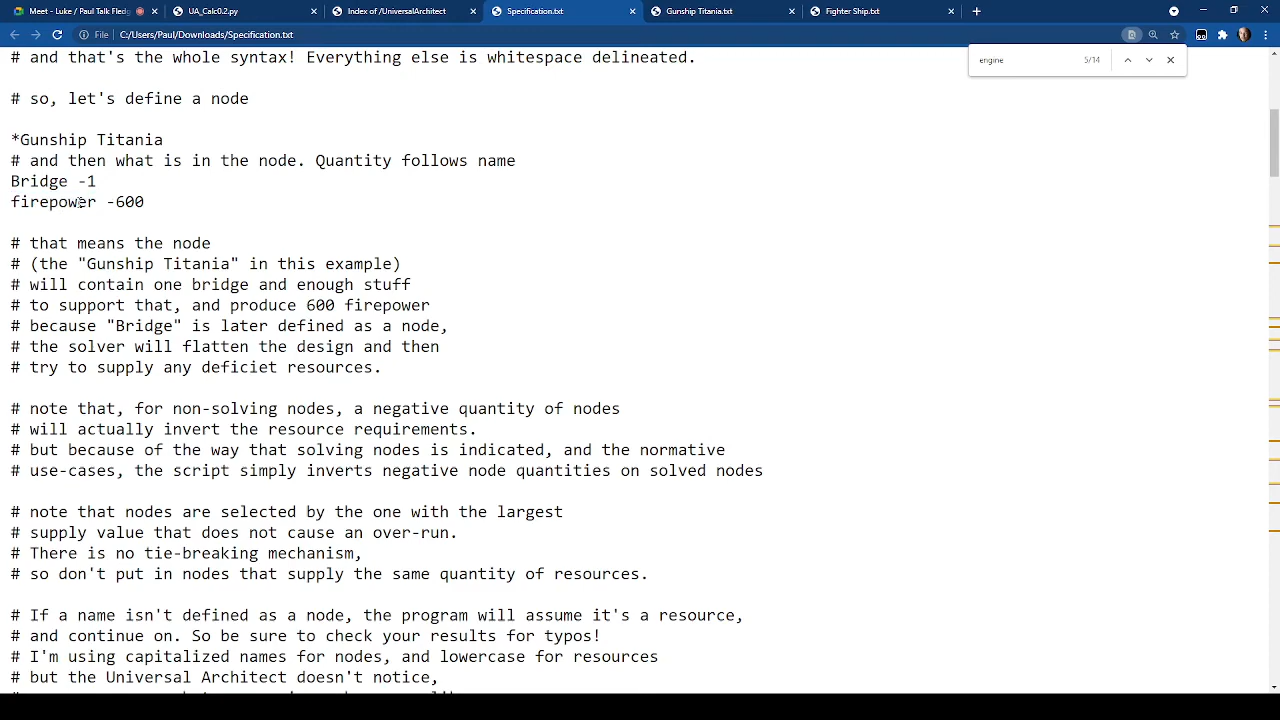 Meet - Luke / Paul Talk Fledg
UA_Calc0.2.py
Index of /UniversalArchitect
Specification.txt
Gunship Titania.txt
Fighter Ship.txt
File
C:/Users/Paul/Downloads/Specification.txt
engine
5/14
# and that's the whole syntax! Everything else is whitespace delineated.
# so, let's define a node
*Gunship Titania
# and then what is in the node. Quantity follows name
Bridge -1
firepower -600
# that means the node
# (the "Gunship Titania" in this example)
# will contain one bridge and enough stuff
# to support that, and produce 600 firepower
# because "Bridge" is later defined as a node,
# the solver will flatten the design and then
# try to supply any deficiet resources.
# note that, for non-solving nodes, a negative quantity of nodes
# will actually invert the resource requirements.
# but because of the way that solving nodes is indicated, and the normative
# use-cases, the script simply inverts negative node quantities on solved nodes
# note that nodes are selected by the one with the largest
# supply value that does not cause an over-run.
# There is no tie-breaking mechanism,
# so don't put in nodes that supply the same quantity of resources.
# If a name isn't defined as a node, the program will assume it's a resource,
# and continue on. So be sure to check your results for typos!
# I'm using capitalized names for nodes, and lowercase for resources
# but the Universal Architect doesn't notice,